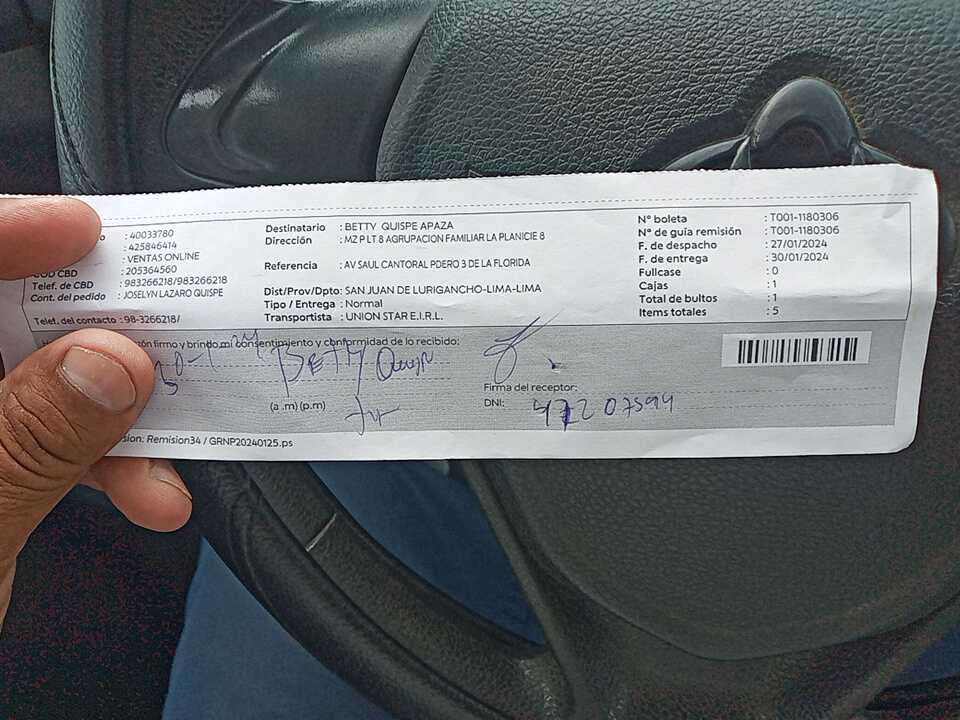 : 40033780
: 425846414
: VENTAS ONLINE
COD CBD : 205364560
Telef. de CBD : 983266218/983266218
Cont. del pedido : JOSELYN LAZARO QUISPE
Telef. del contacto : 98-3266218/
Destinatario : BETTY QUISPE APAZA
Dirección : MZ P LT 8 AGRUPACION FAMILIAR LA PLANICIE 8
Referencia : AV SAUL CANTORAL PDERO 3 DE LA FLORIDA
Dist/Prov/Dpto: SAN JUAN DE LURIGANCHO-LIMA-LIMA
Tipo / Entrega : Normal
Transportista : UNION STAR E.I.R.L.
N° boleta : T001-1180306
N° de guía remisión : T001-1180306
F. de despacho : 27/01/2024
F. de entrega : 30/01/2024
Fullcase : 0
Cajas : 1
Total de bultos : 1
Items totales : 5
firmo y brindo mi consentimiento y conformidad de lo recibido:
Betty Quispe
(a .m) (p.m)
Firma del receptor:
DNI:
Remision34 / GRNP20240125.ps